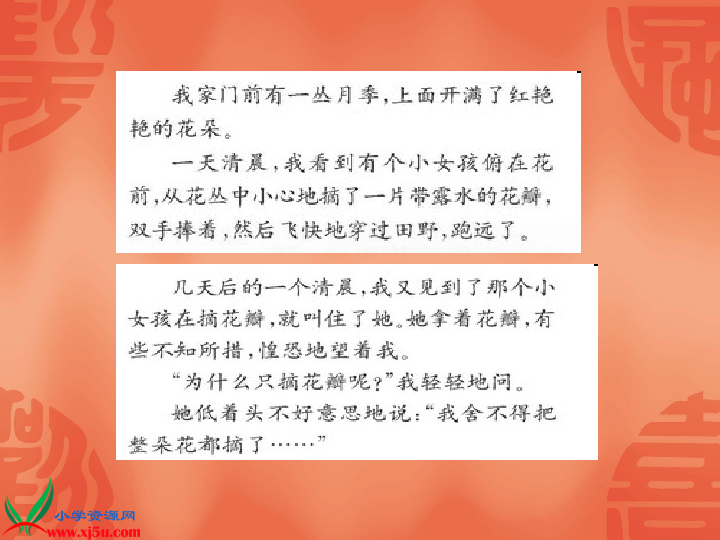 我家门前有一丛月季，上面开满了红艳
艳的花朵。
一天清晨，我看到有个小女孩俯在花
前，从花丛中小心地摘了一片带露水的花瓣，
双手捧着，然后飞快地穿过田野，跑远了。
几天后的一个清晨，我又见到了那个小
女孩在摘花瓣，就叫住了她。她拿着花瓣，有
些不知所措，惶恐地望着我。
“为什么只摘花瓣呢？”我轻轻地问。
她低着头不好意思地说：“我舍不得把
整朵花都摘了……”
小学资源网
www.xj5u.com